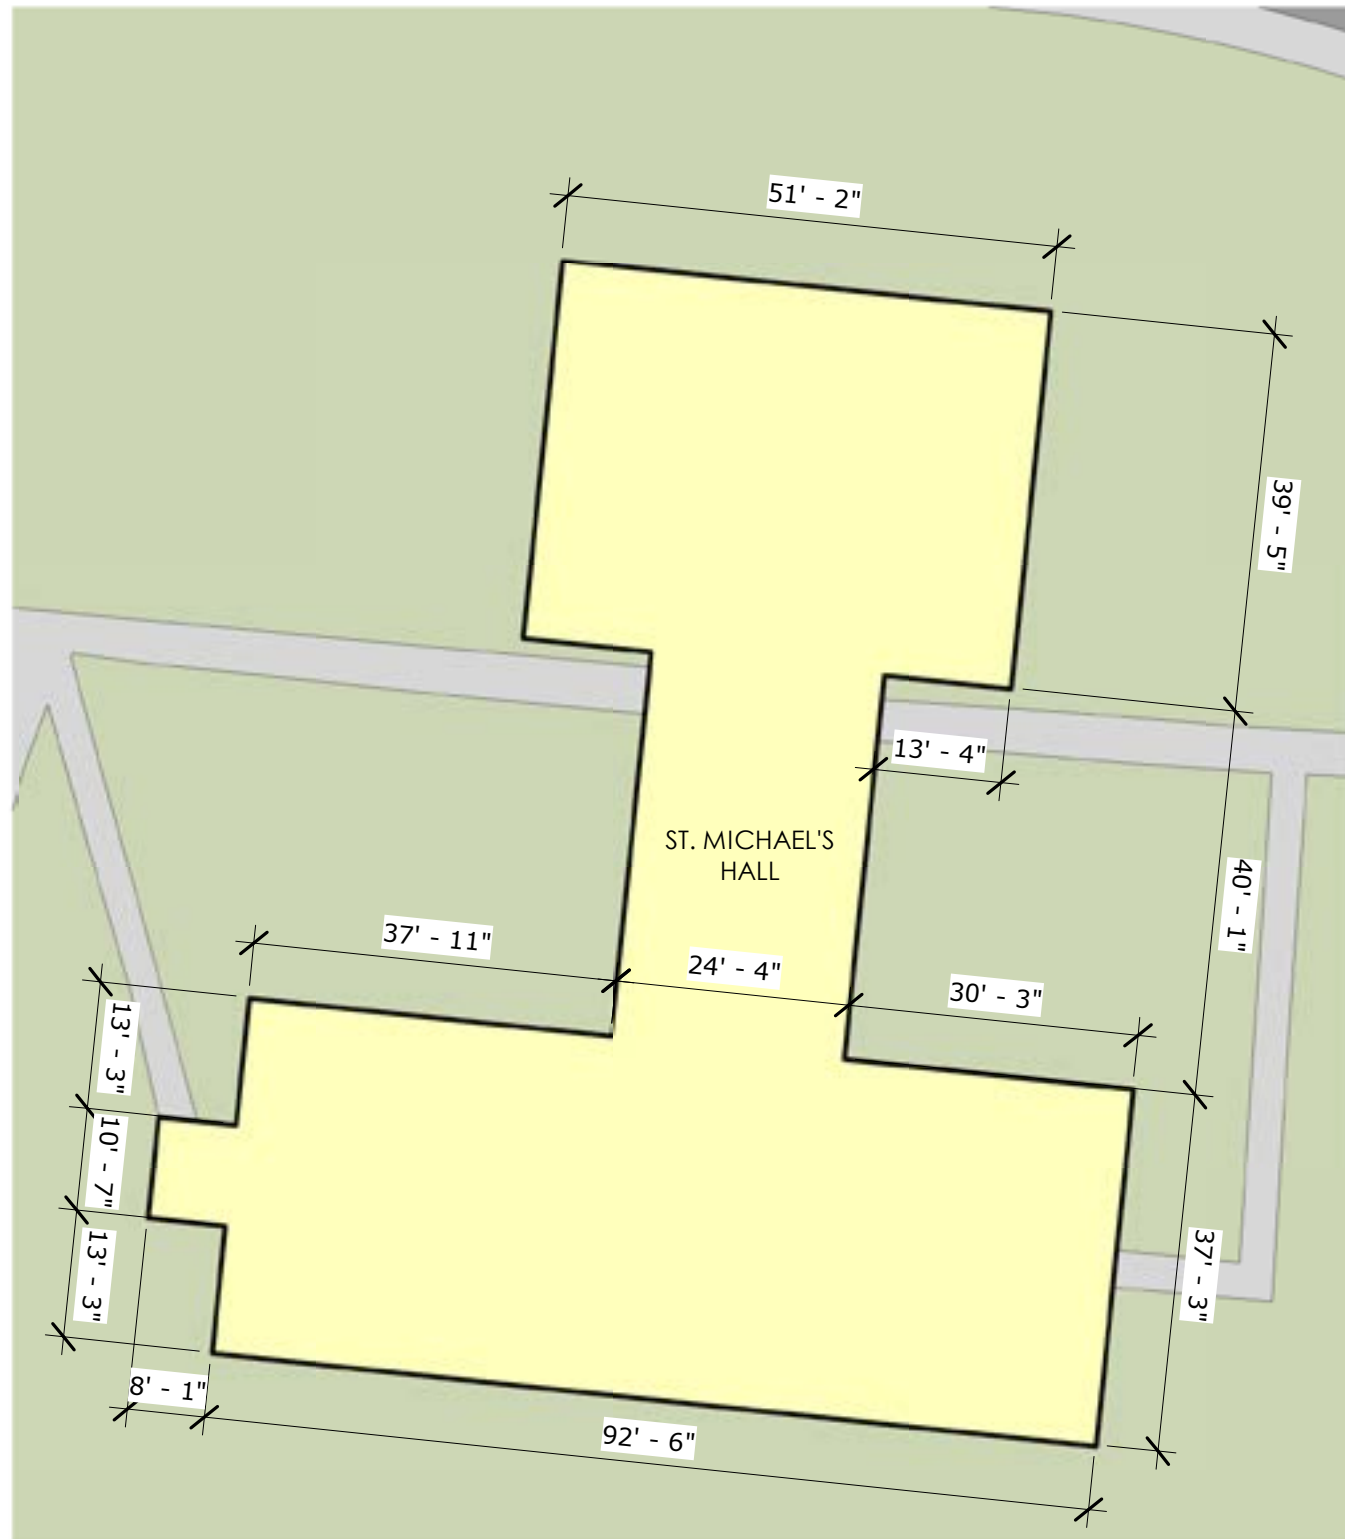 51' - 2"
39' - 5"
13' - 4"
ST. MICHAEL'S
HALL
40' - 1"
37' - 11"
24' - 4"
30' - 3"
13' - 3"
10' - 7"
13' - 3"
37' - 3"
8' - 1"
92' - 6"